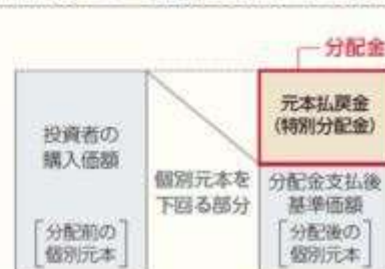 分配金
元本払戻金
(特別分配金)
投資者の
購入価額
個別元本を
下回る部分
分配金支払後
基準価額
分配前の
個別元本
分配後の
個別元本